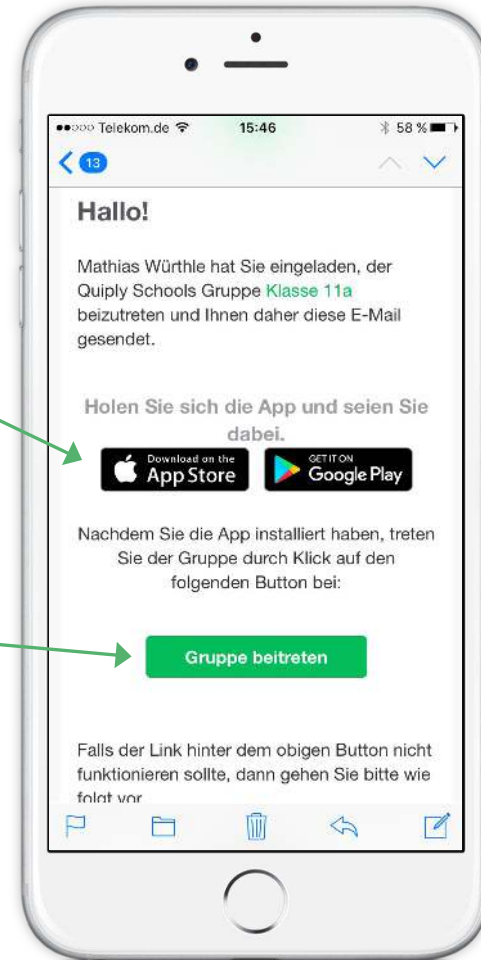 Telekom.de 15:46 58 %
13
Hallo!
Mathias Würthle hat Sie eingeladen, der
Quiply Schools Gruppe Klasse 11a
beizutreten und Ihnen daher diese E-Mail
gesendet.
Holen Sie sich die App und seien Sie
dabei.
Download on the
App Store
GET IT ON
Google Play
Nachdem Sie die App installiert haben, treten
Sie der Gruppe durch Klick auf den
folgenden Button bei:
Gruppe beitreten
Falls der Link hinter dem obigen Button nicht
funktionieren sollte, dann gehen Sie bitte wie
folgt vor